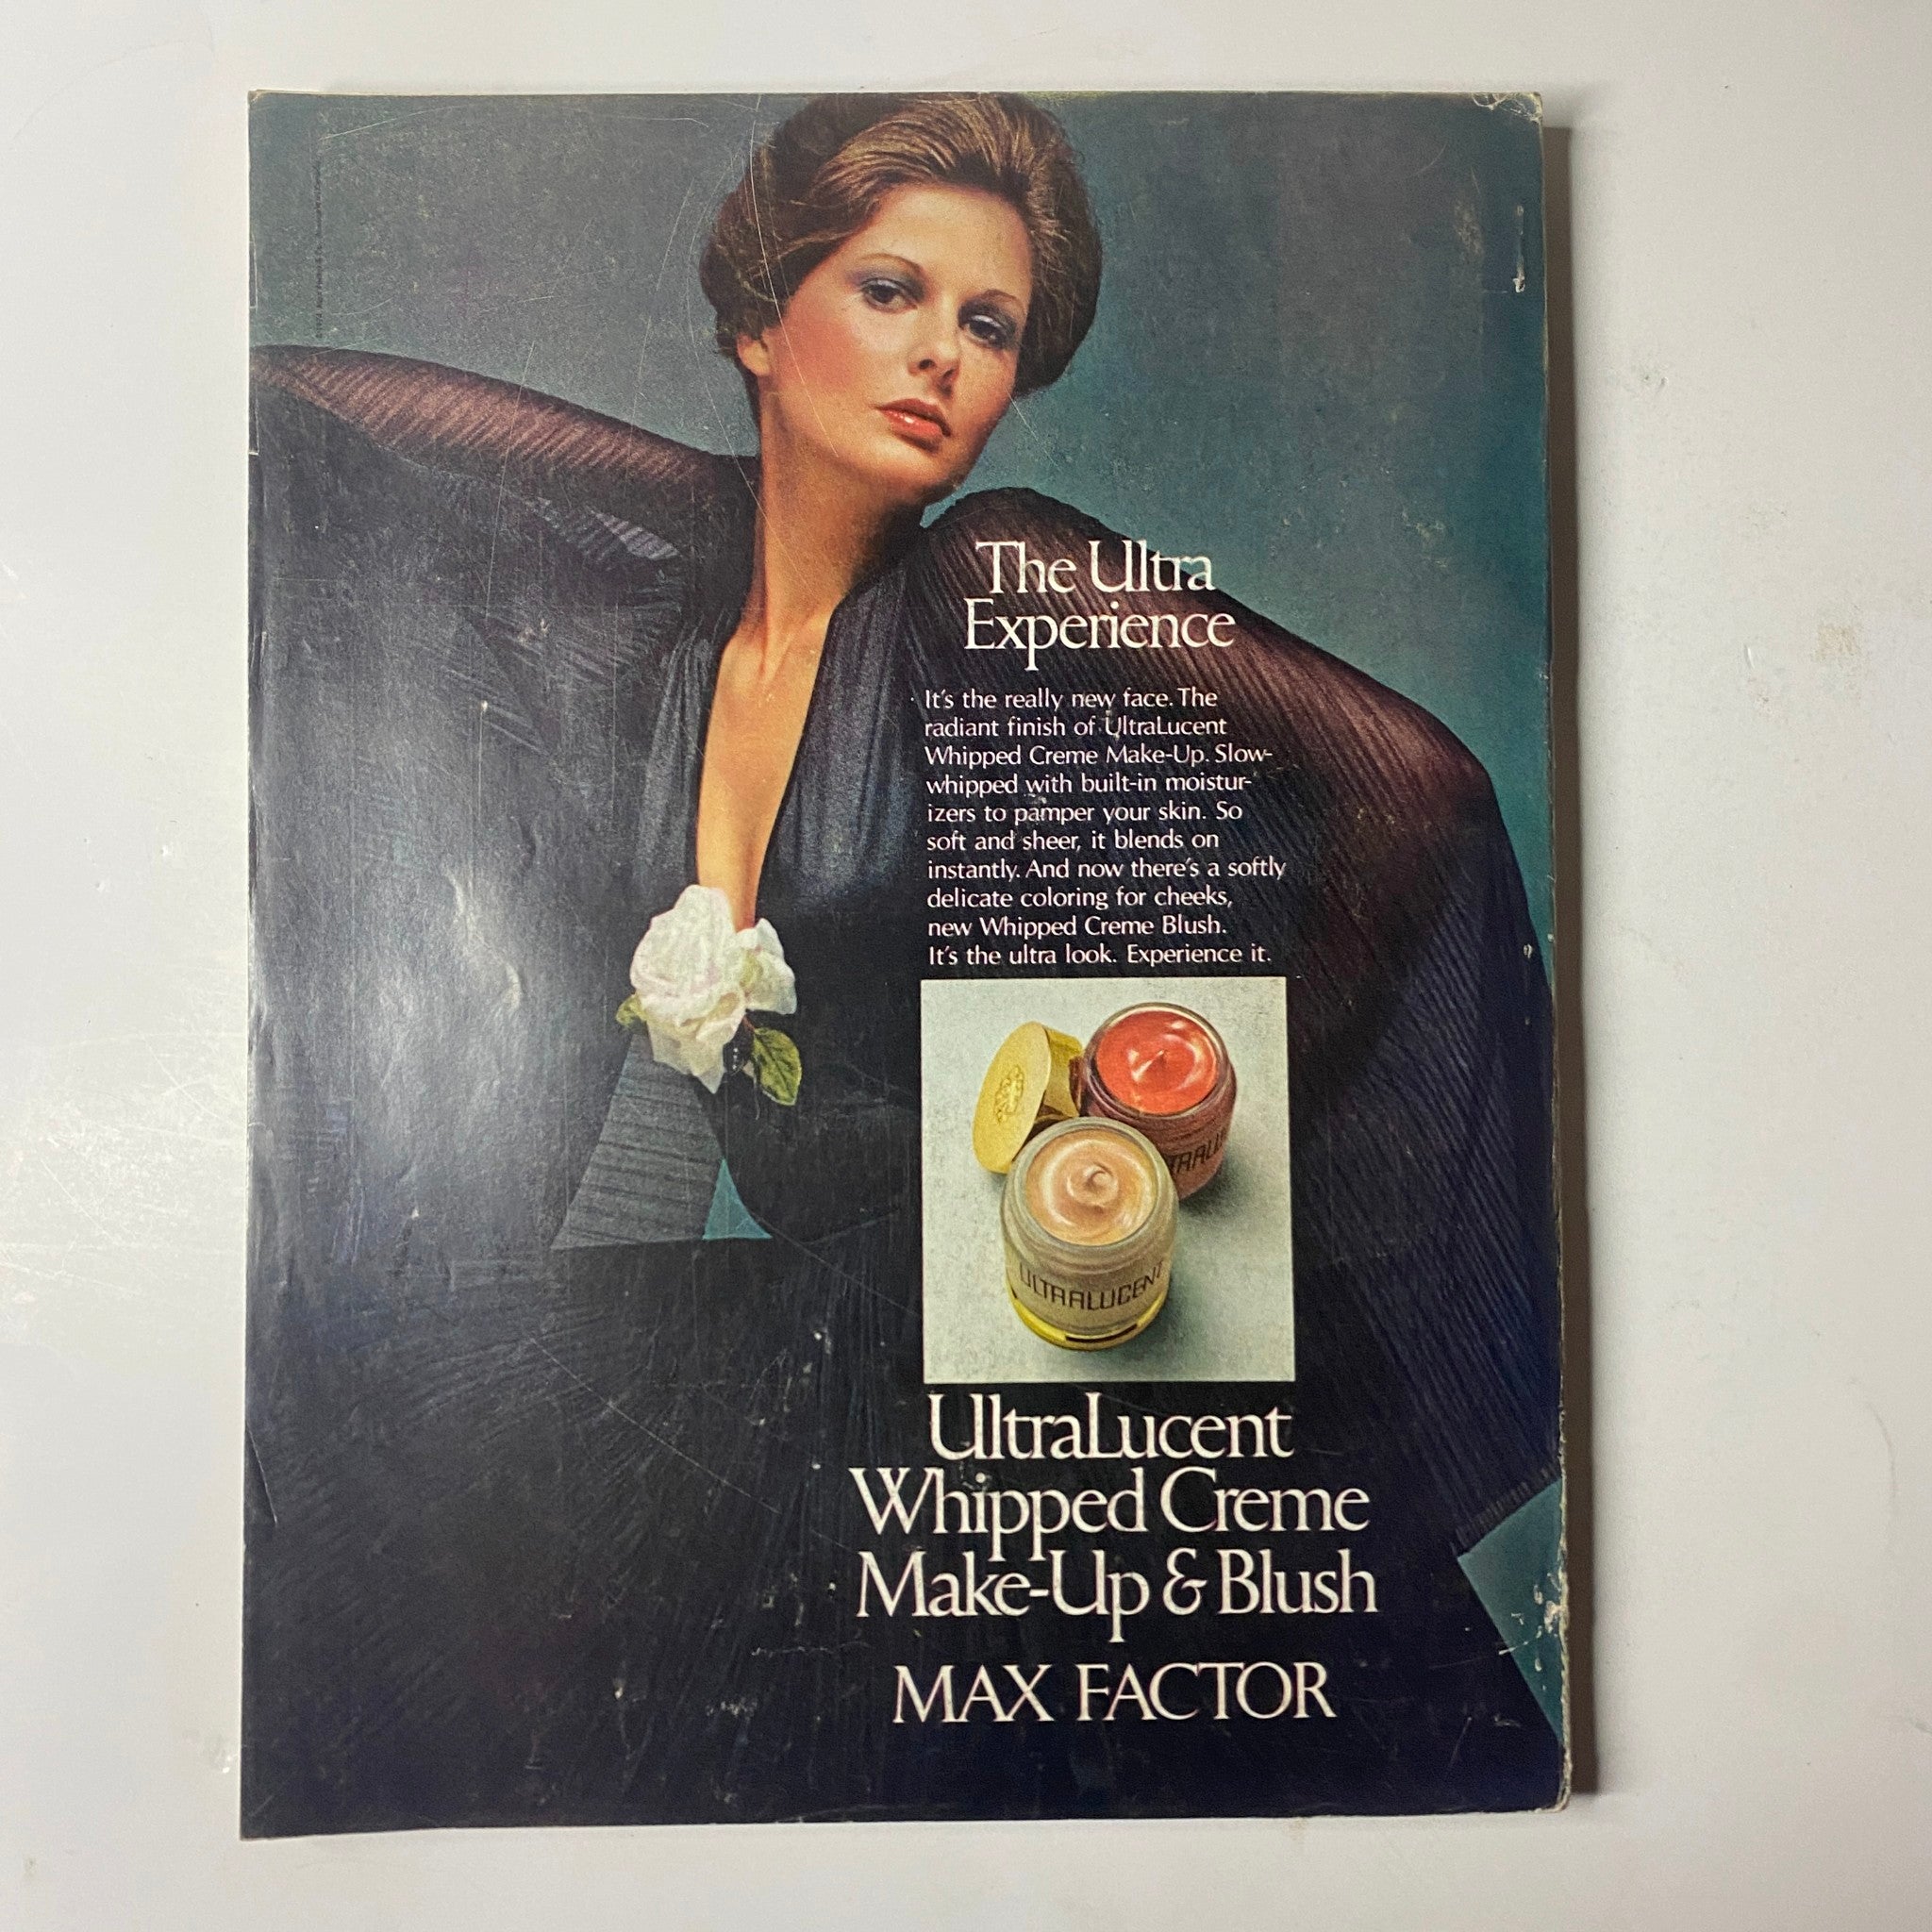 The Ultra
Experience
It's the really new face. The
radiant finish of UltraLucent
Whipped Creme Make-Up. Slow-
whipped with built-in moistur-
izers to pamper your skin. So
soft and sheer, it blends on
instantly. And now there's a softly
delicate coloring for cheeks,
new Whipped Creme Blush.
It's the ultra look. Experience it.
ULTRALUCENT
UltraLucent
Whipped Creme
Make-Up & Blush
MAX FACTOR